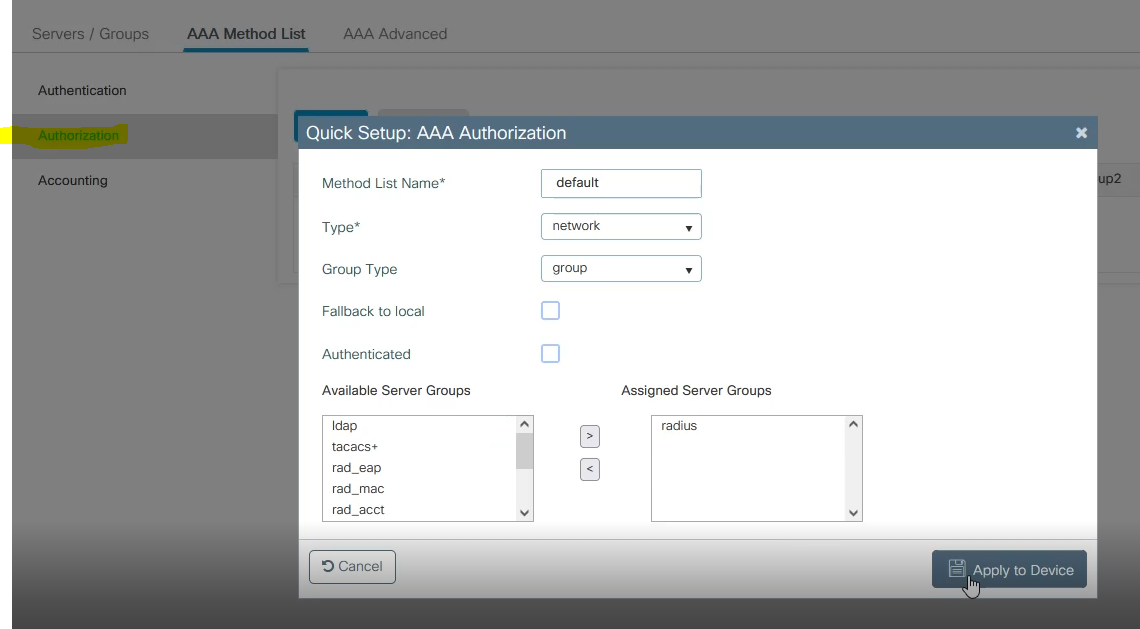 Servers / Groups AAA Method List AAA Advanced
Authentication
Authorization
Accounting
Quick Setup: AAA Authorization
up2
Method List Name* default
Type* network
Group Type group
Fallback to local
Authenticated
Available Server Groups Assigned Server Groups
ldap radius
tacacs+
rad_eap
rad_mac
rad_acct
> 
<
Cancel Apply to Device